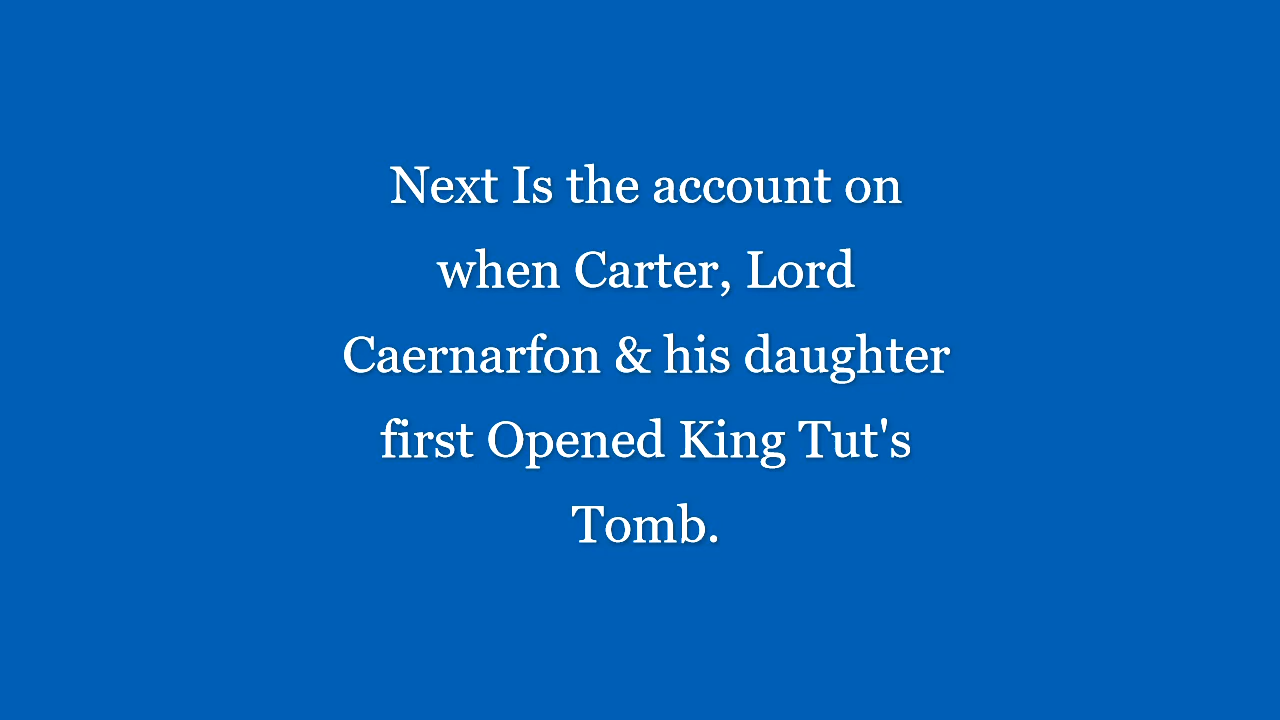 Next Is the account on
when Carter, Lord
Caernarfon & his daughter
first Opened King Tut's
Tomb.